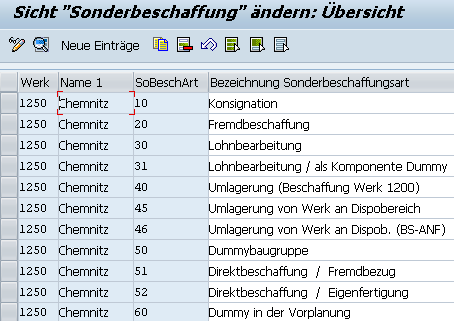 Sicht "Sonderbeschaffung" ändern: Übersicht
Neue Einträge
Werk Name 1 SoBeschArt Bezeichnung Sonderbeschaffungsart
1250 Chemnitz 10 Konsignation
1250 Chemnitz 20 Fremdbeschaffung
1250 Chemnitz 30 Lohnbearbeitung
1250 Chemnitz 31 Lohnbearbeitung / als Komponente Dummy
1250 Chemnitz 40 Umlagerung (Beschaffung Werk 1200)
1250 Chemnitz 45 Umlagerung von Werk an Dispobereich
1250 Chemnitz 46 Umlagerung von Werk an Dispob. (BS-ANF)
1250 Chemnitz 50 Dummybaugruppe
1250 Chemnitz 51 Direktbeschaffung / Fremdbezug
1250 Chemnitz 52 Direktbeschaffung / Eigenfertigung
1250 Chemnitz 60 Dummy in der Vorplanung